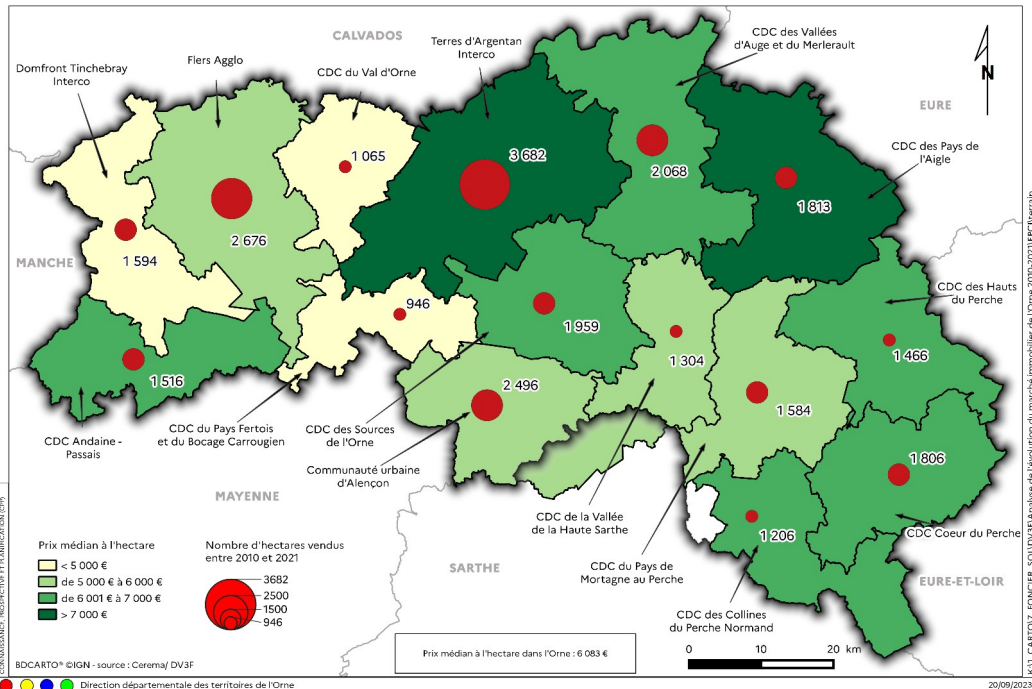 CALVADOS
CDC des Vallées
d'Auge et du Merlerault
Terres d'Argentan
Interco
Flers Agglo
Domfront Tinchebray
Interco
CDC du Val d'Orne
N
EURE
CDC des Pays de
l'Aigle
1 065
3 682
2 068
1 813
2 676
1 594
MANCHE
CDC des Hauts
du Perche
946
1 959
1 304
1 466
1 516
2 496
1 584
CDC Andaine -
Passais
CDC du Pays Fertois
et du Bocage Carrougien
CDC des Sources
de l'Orne
Communauté urbaine
d'Alençon
1 806
MAYENNE
CDC de la Vallée
de la Haute Sarthe
1 206
CDC Coeur du Perche
SARTHE
CDC du Pays de
Mortagne au Perche
EURE-ET-LOIR
CDC des Collines
du Perche Normand
Prix médian à l'hectare
< 5 000 €
de 5 000 € à 6 000 €
de 6 001 € à 7 000 €
> 7 000 €
Nombre d'hectares vendus
entre 2010 et 2021
3682
2500
1500
946
Prix médian à l'hectare dans l'Orne : 6 083 €
0 10 20 km
BDCARTO® ©IGN - source : Cerema/ DV3F
Direction départementale des territoires de l'Orne
20/09/2023